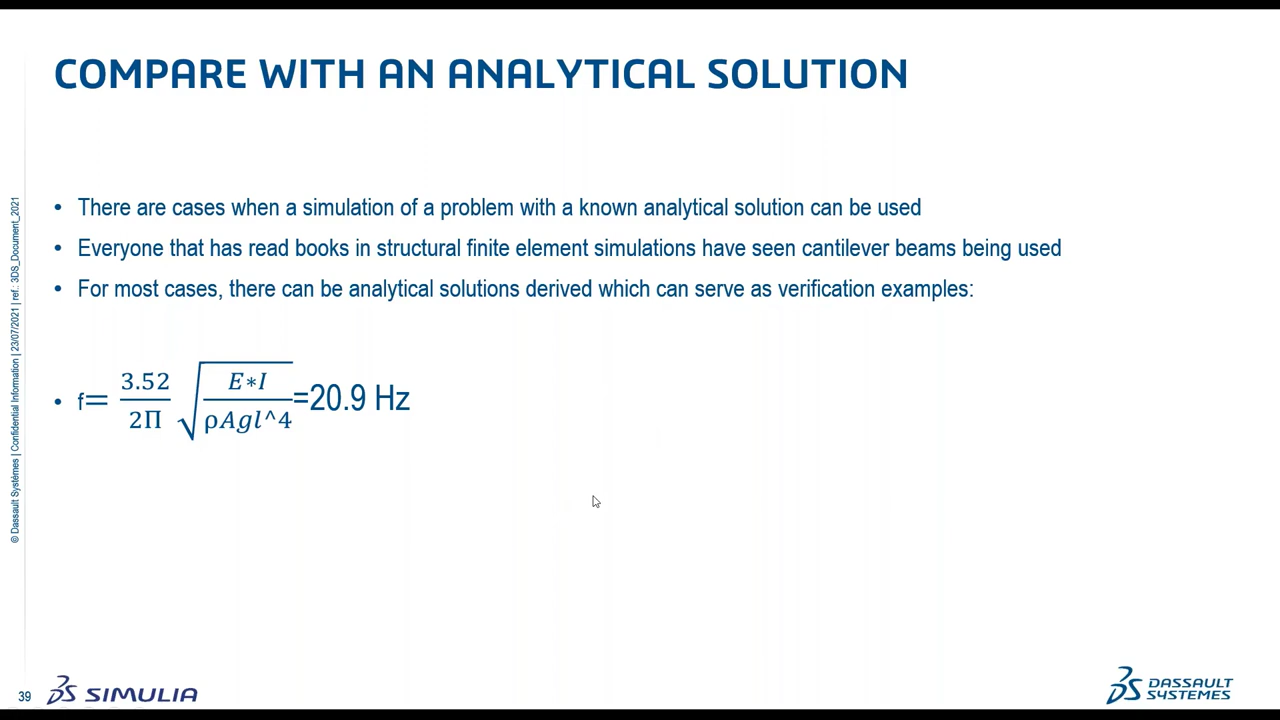 COMPARE WITH AN ANALYTICAL SOLUTION
• There are cases when a simulation of a problem with a known analytical solution can be used
• Everyone that has read books in structural finite element simulations have seen cantilever beams being used
• For most cases, there can be analytical solutions derived which can serve as verification examples:
• f= 3.52/2Π √(E*I/ρAgl^4)=20.9 Hz
© Dassault Systèmes | Confidential Information | 23/07/2021 | ref.: 3DS_Document_2021
39 3DS SIMULIA
3DS DASSAULT SYSTEMES